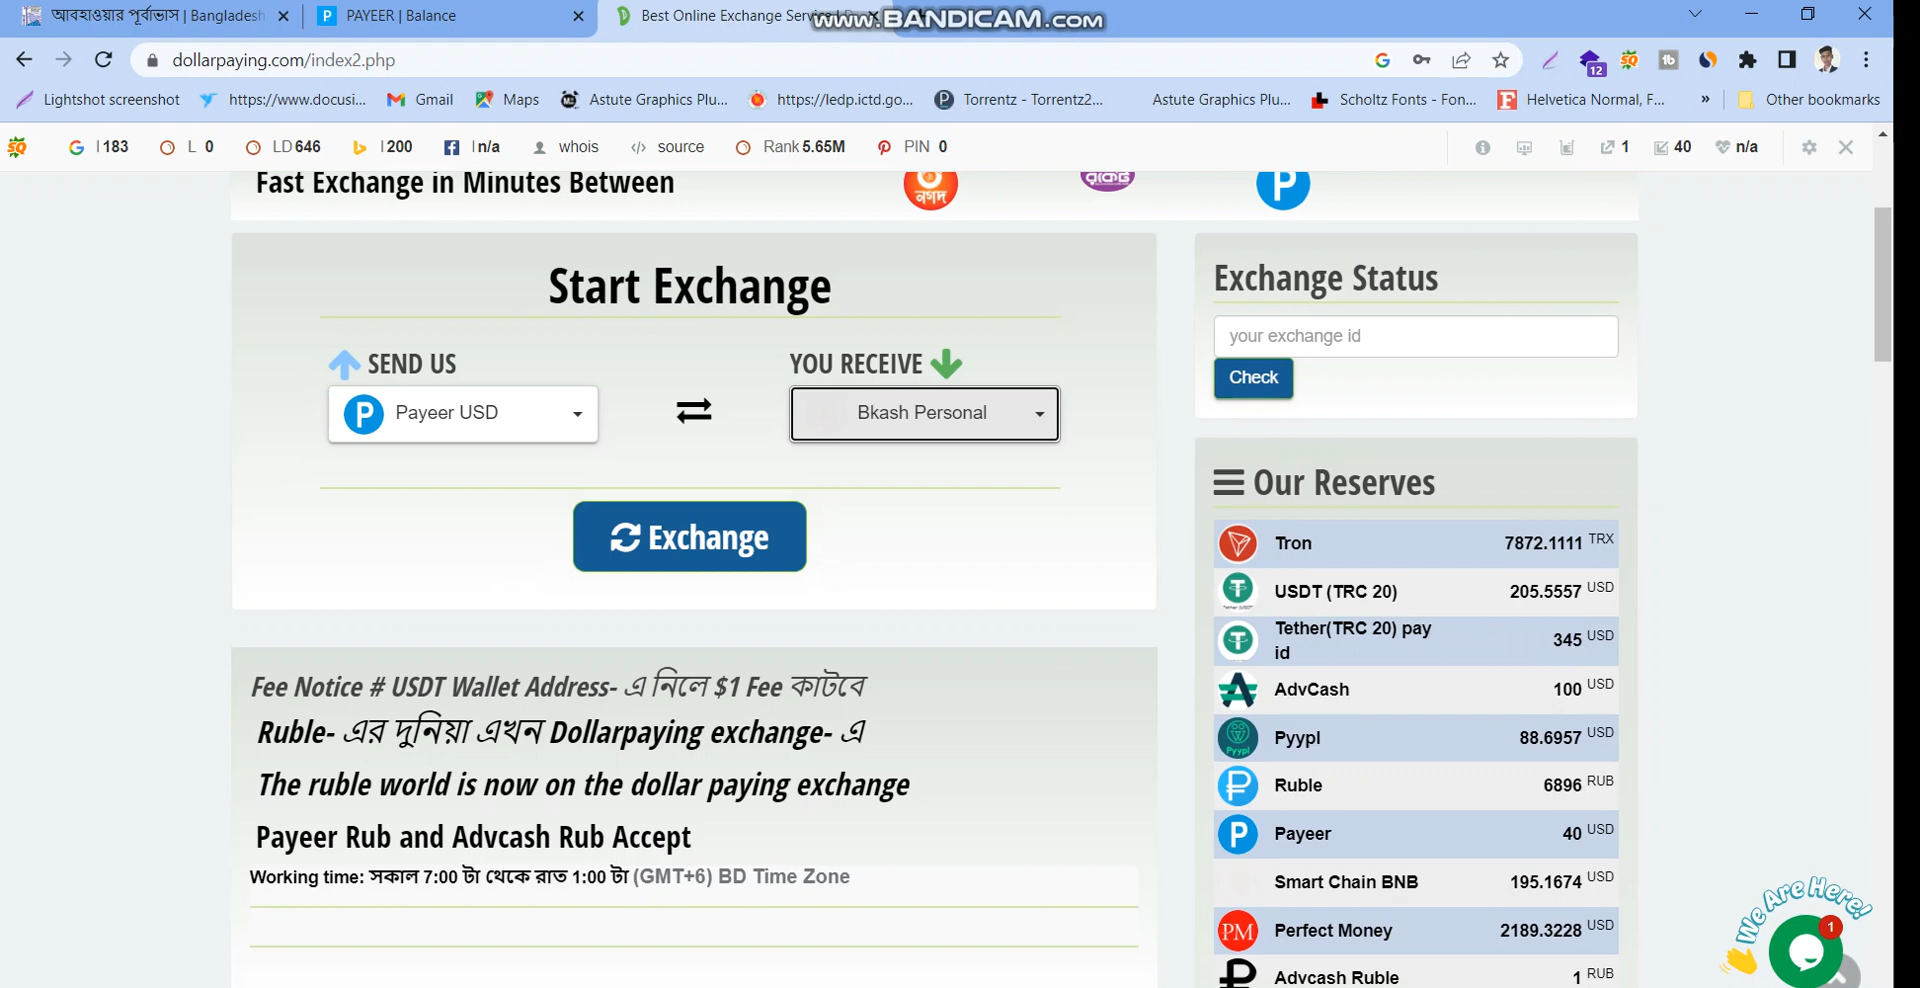 আবহাওয়ার পূর্বাভাস | Bangladesh
PAYEER | Balance
Best Online Exchange Service
www.BANDICAM.com
dollarpaying.com/index2.php
12
Lightshot screenshot
https://www.docusi...
Gmail
Maps
Astute Graphics Plu...
https://ledp.ictd.go...
Torrentz - Torrentz2...
Astute Graphics Plu...
Scholtz Fonts - Fon...
Helvetica Normal, F...
»
Other bookmarks
I 183
L 0
LD 646
I 200
I n/a
whois
source
Rank 5.65M
PIN 0
1
40
n/a
Fast Exchange in Minutes Between
নগদ
রকেট
Start Exchange
SEND US
YOU RECEIVE
Payeer USD
Bkash Personal
Exchange
Exchange Status
your exchange id
Check
Our Reserves
Tron 7872.1111 TRX
USDT (TRC 20) 205.5557 USD
Tether(TRC 20) pay
id 345 USD
AdvCash 100 USD
Pyypl 88.6957 USD
Ruble 6896 RUB
Payeer 40 USD
Smart Chain BNB 195.1674 USD
PM Perfect Money 2189.3228 USD
Advcash Ruble 1 RUB
Fee Notice # USDT Wallet Address- এ নিলে $1 Fee কাটবে
Ruble- এর দুনিয়া এখন Dollarpaying exchange- এ
The ruble world is now on the dollar paying exchange
Payeer Rub and Advcash Rub Accept
Working time: সকাল 7:00 টা থেকে রাত 1:00 টা (GMT+6) BD Time Zone
We Are Here!
1